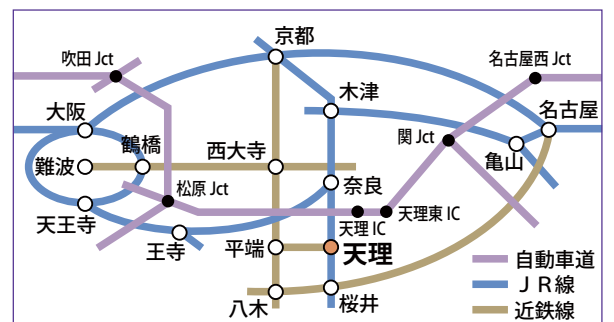 京都
吹田 Jct
名古屋西 Jct
木津
大阪
名古屋
鶴橋
関 Jct
西大寺
亀山
難波
奈良
松原 Jct
天王寺
天理 IC
天理東 IC
王寺
平端
天理
自動車道
JR線
近鉄線
八木
桜井